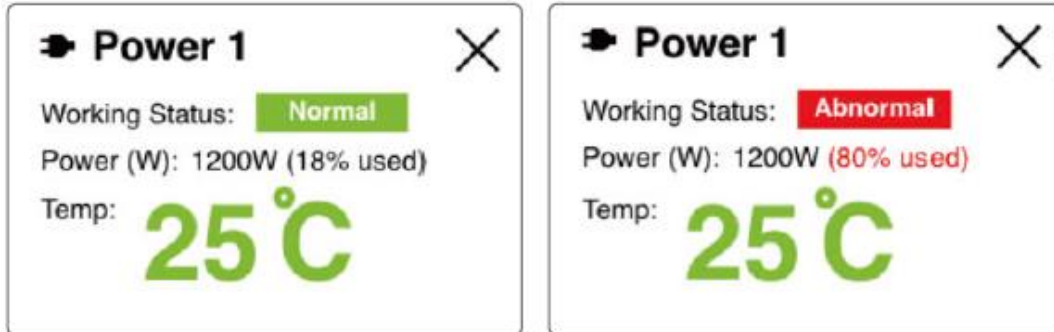 Power 1
Working Status: Normal
Power (W): 1200W (18% used)
Temp: 25°C
Power 1
Working Status: Abnormal
Power (W): 1200W (80% used)
Temp: 25°C